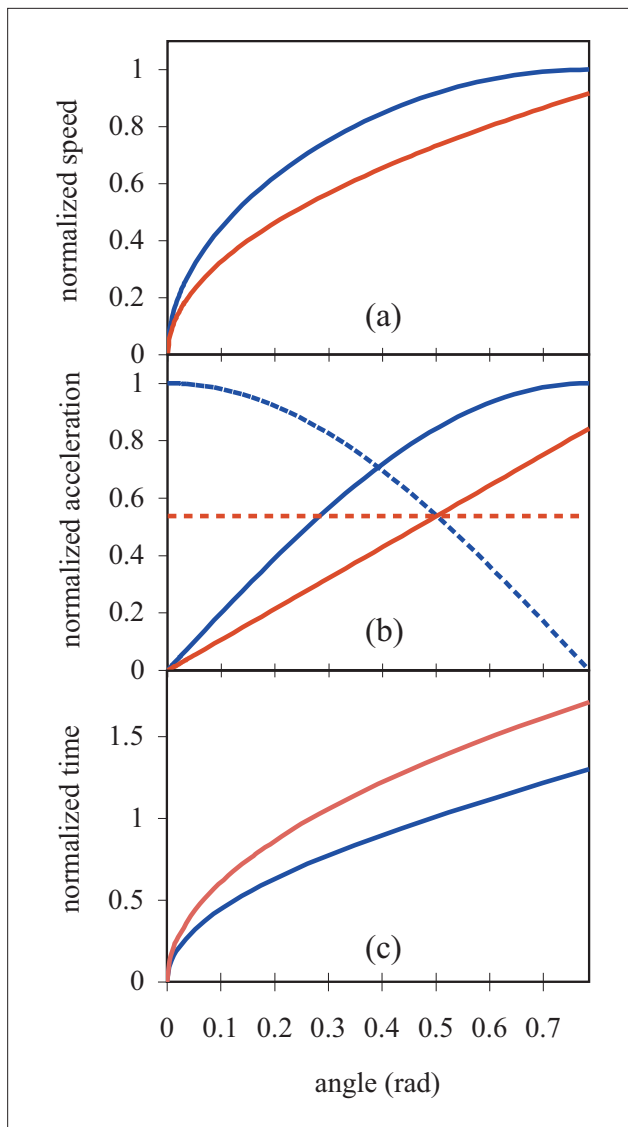 1
0.8
0.6
0.4
0.2
0
normalized speed
(a)
1
0.8
0.6
0.4
0.2
0
normalized acceleration
(b)
1.5
1
0.5
0
normalized time
(c)
0 0.1 0.2 0.3 0.4 0.5 0.6 0.7
angle (rad)